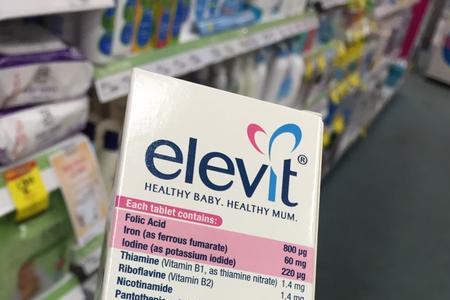 elevit®
HEALTHY BABY. HEALTHY MUM.
Each tablet contains:
Folic Acid 800 µg
Iron (as ferrous fumarate) 60 mg
Iodine (as potassium iodide) 220 µg
Thiamine (Vitamin B1, as thiamine nitrate) 1.4 mg
Riboflavine (Vitamin B2) 1.4 mg
Nicotinamide